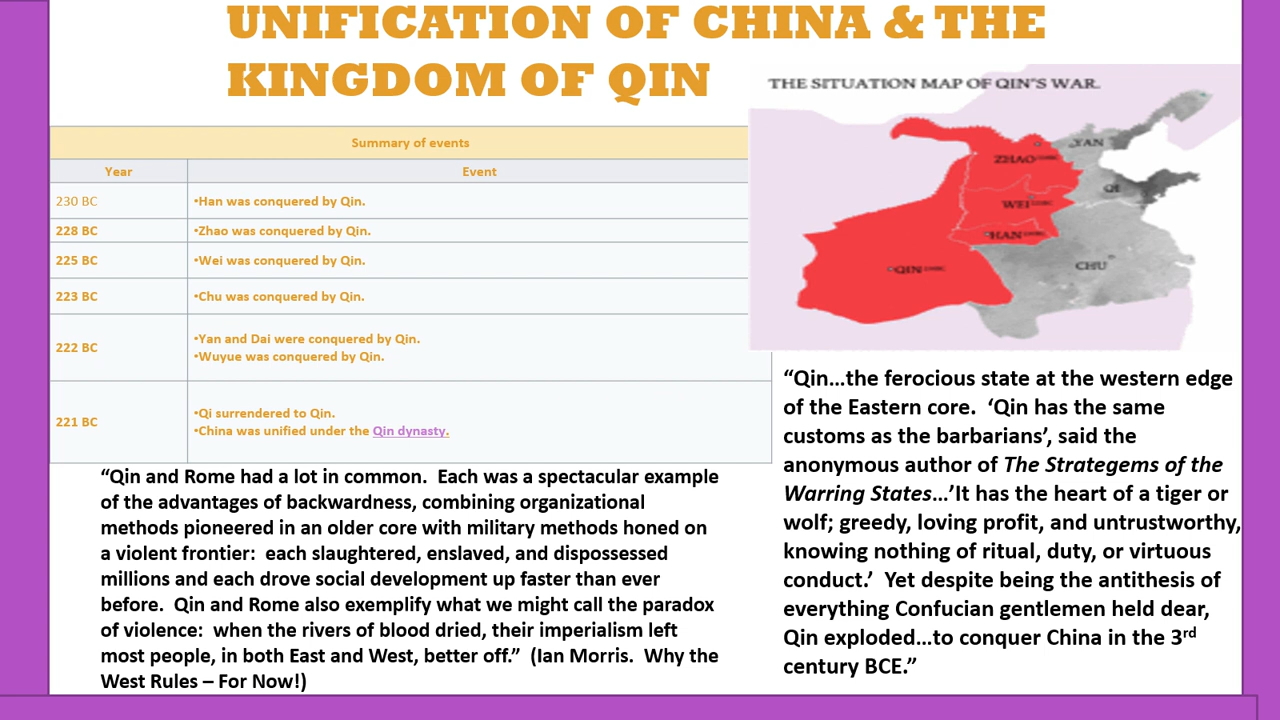 UNIFICATION OF CHINA & THE
KINGDOM OF QIN
Summary of events
Year Event
230 BC •Han was conquered by Qin.
228 BC •Zhao was conquered by Qin.
225 BC •Wei was conquered by Qin.
223 BC •Chu was conquered by Qin.
222 BC •Yan and Dai were conquered by Qin.
•Wuyue was conquered by Qin.
221 BC •Qi surrendered to Qin.
•China was unified under the Qin dynasty.
“Qin and Rome had a lot in common.  Each was a spectacular example
of the advantages of backwardness, combining organizational
methods pioneered in an older core with military methods honed on
a violent frontier:  each slaughtered, enslaved, and dispossessed
millions and each drove social development up faster than ever
before.  Qin and Rome also exemplify what we might call the paradox
of violence:  when the rivers of blood dried, their imperialism left
most people, in both East and West, better off.”  (Ian Morris.  Why the
West Rules – For Now!)
THE SITUATION MAP OF QIN'S WAR.
YAN
ZHAO
QI
WEI
HAN
QIN
CHU
“Qin…the ferocious state at the western edge
of the Eastern core.  ‘Qin has the same
customs as the barbarians’, said the
anonymous author of The Strategems of the
Warring States…’It has the heart of a tiger or
wolf; greedy, loving profit, and untrustworthy,
knowing nothing of ritual, duty, or virtuous
conduct.’  Yet despite being the antithesis of
everything Confucian gentlemen held dear,
Qin exploded…to conquer China in the 3rd
century BCE.”